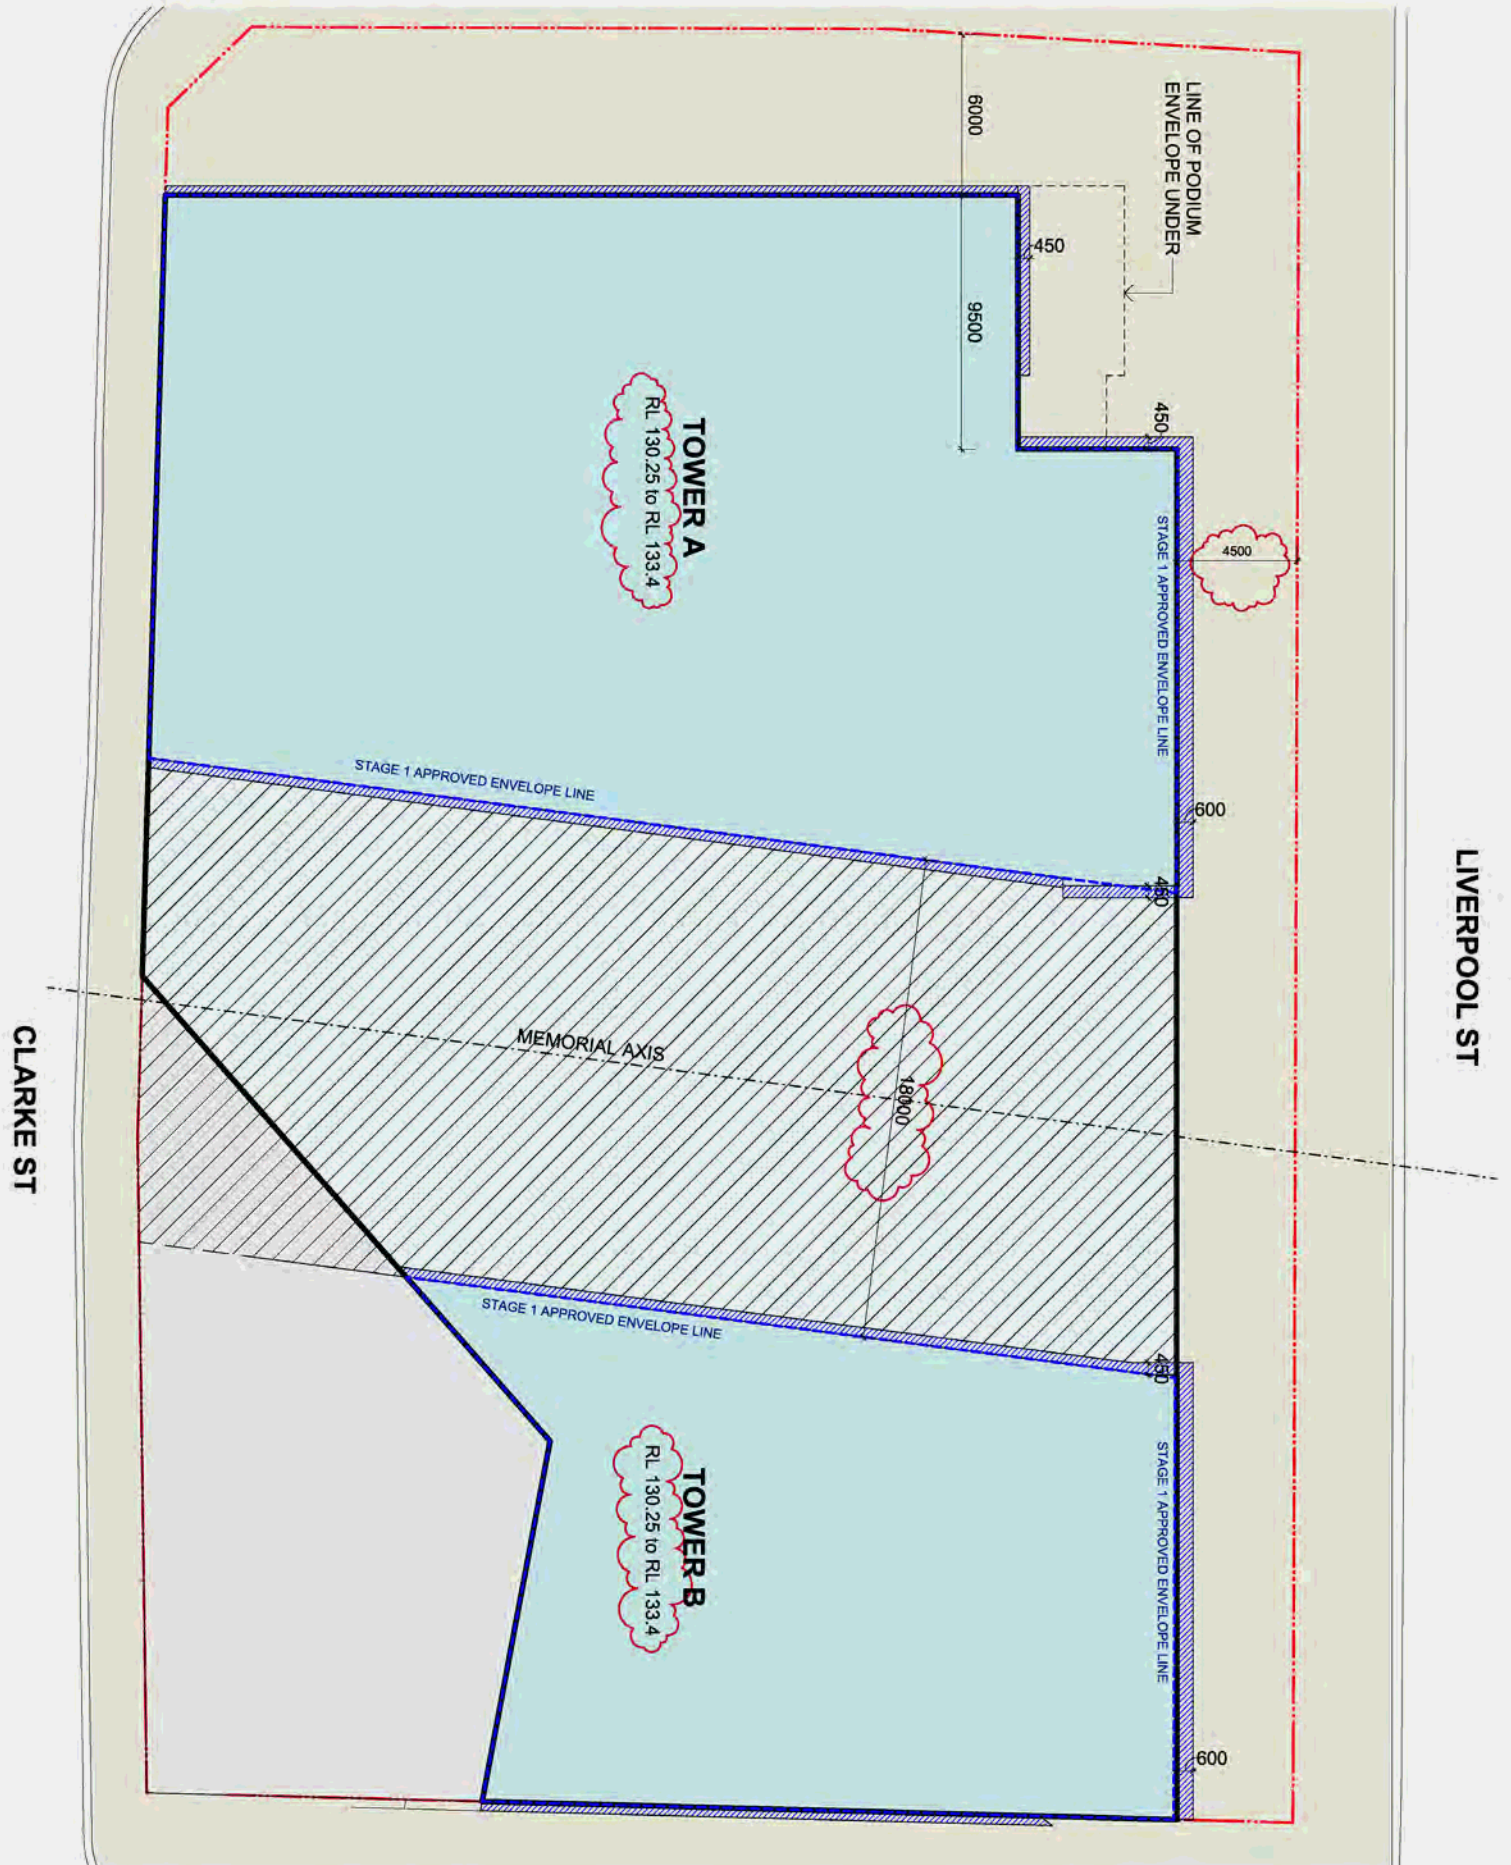 LINE OF PODIUM
ENVELOPE UNDER
6000
450
9500
450
TOWER A
RL 130.25 to RL 133.4
STAGE 1 APPROVED ENVELOPE LINE
4500
STAGE 1 APPROVED ENVELOPE LINE
600
450
LIVERPOOL ST
MEMORIAL AXIS
18000
CLARKE ST
STAGE 1 APPROVED ENVELOPE LINE
450
TOWER B
RL 130.25 to RL 133.4
STAGE 1 APPROVED ENVELOPE LINE
600